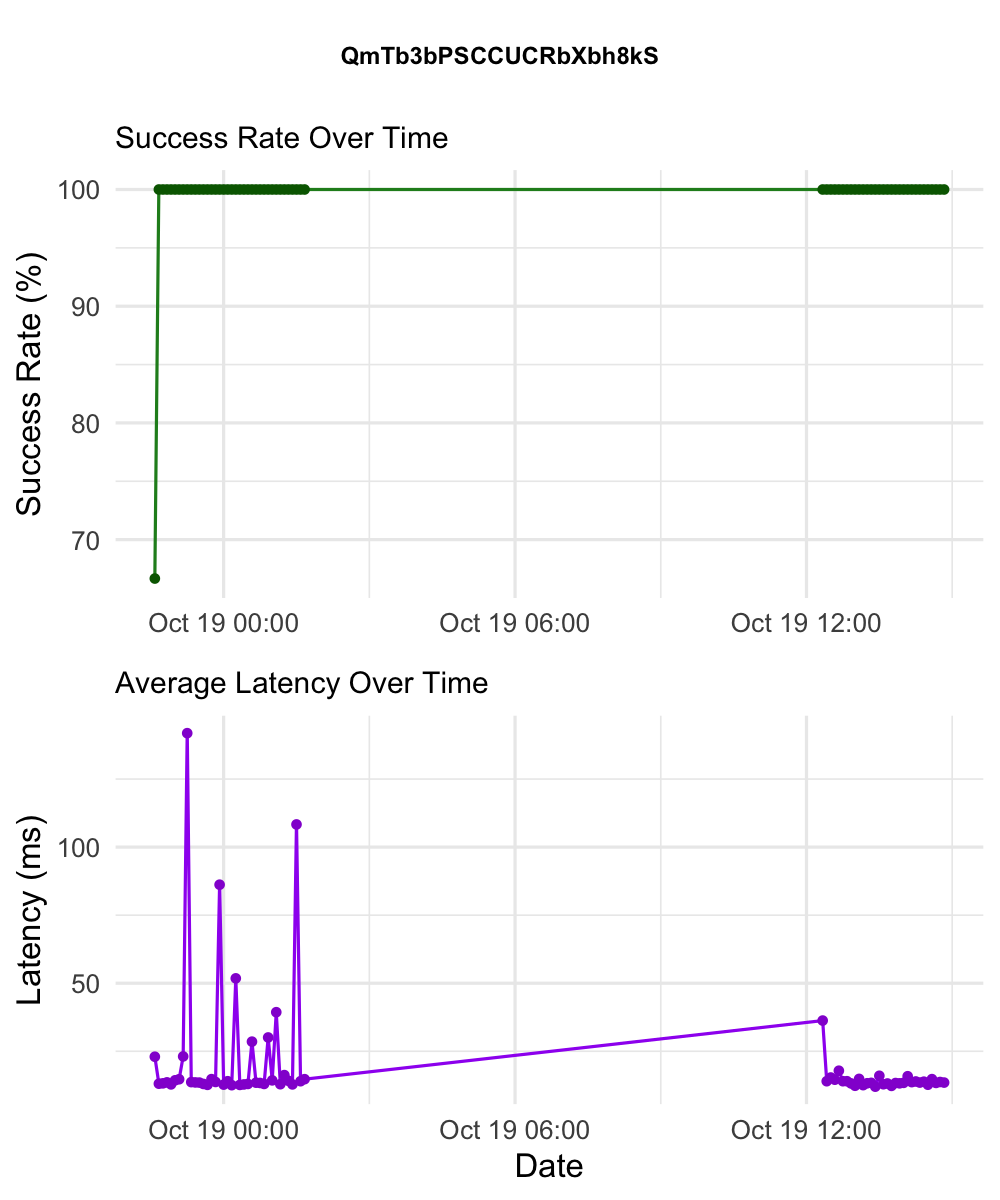 QmTb3bPSCCUCRbXbh8kS
Success Rate Over Time
Success Rate (%)
100
90
80
70
Oct 19 00:00 Oct 19 06:00 Oct 19 12:00
Average Latency Over Time
Latency (ms)
100
50
Oct 19 00:00 Oct 19 06:00 Oct 19 12:00
Date